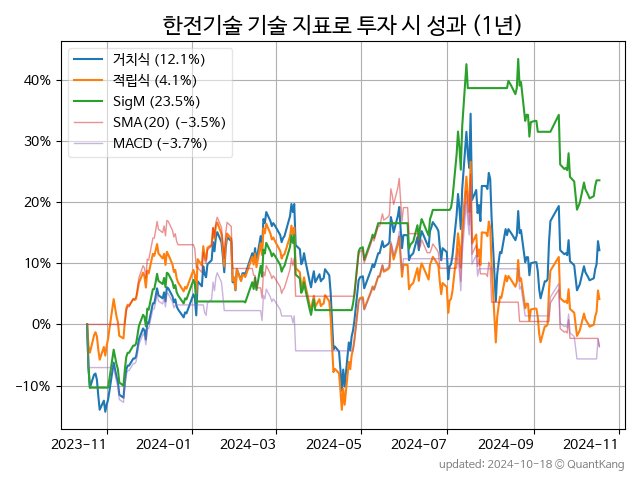 한전기술 기술 지표로 투자 시 성과 (1년)
거치식 (12.1%)
적립식 (4.1%)
SigM (23.5%)
SMA(20) (−3.5%)
MACD (−3.7%)
40%
30%
20%
10%
0%
−10%
2023-11 2024-01 2024-03 2024-05 2024-07 2024-09 2024-11
updated: 2024-10-18 © QuantKang